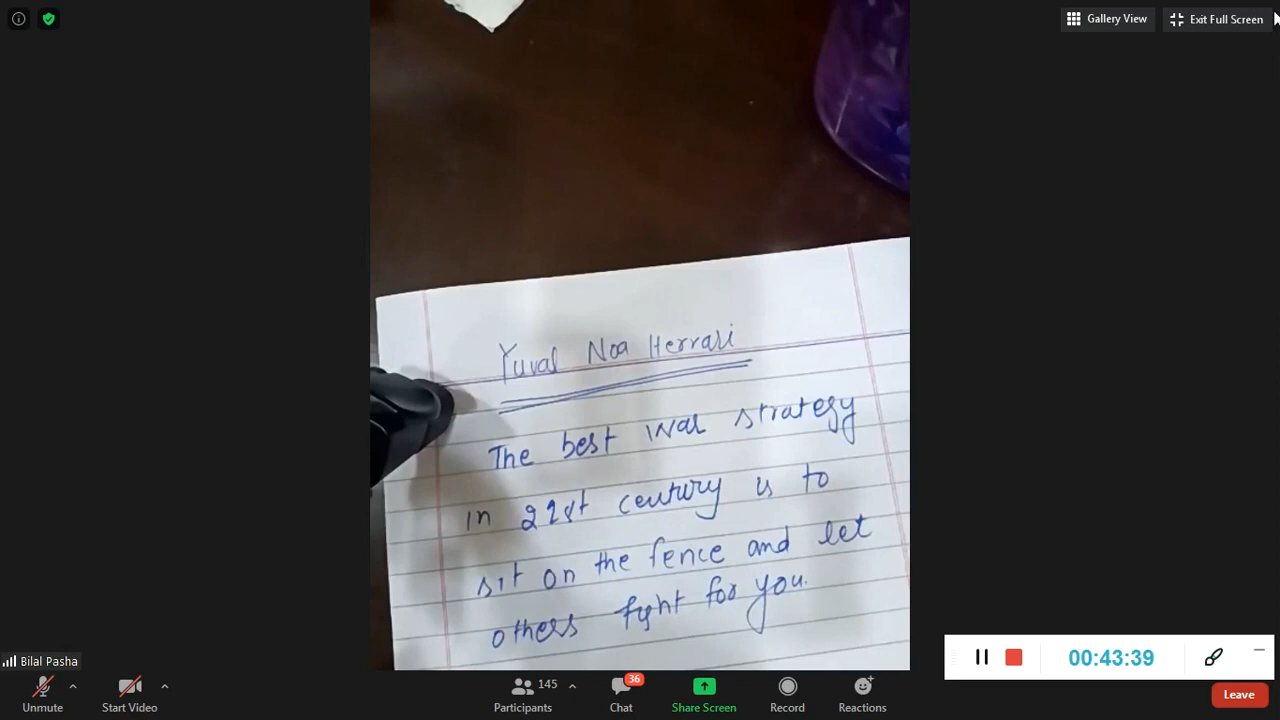 Gallery View
Exit Full Screen
Yuval Noa Herrari
The best war strategy
in 21st century is to
sit on the fence and let
others fight for you.
Bilal Pasha
00:43:39
Unmute
Start Video
145
Participants
36
Chat
Share Screen
Record
Reactions
Leave